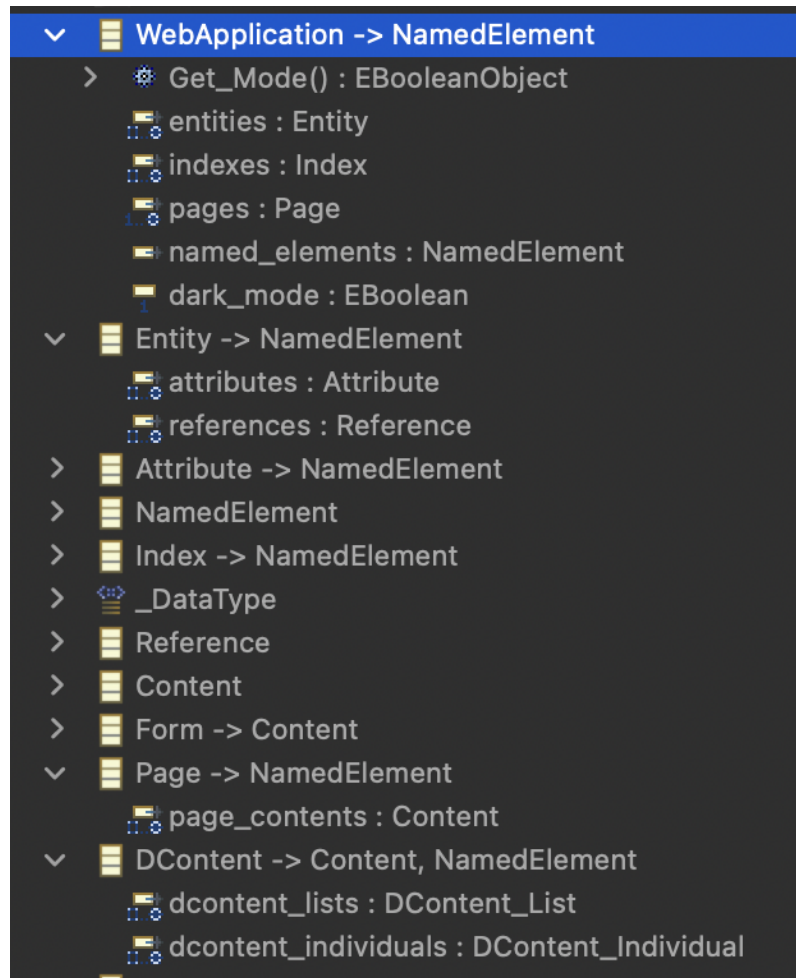 WebApplication -> NamedElement
Get_Mode() : EBooleanObject
entities : Entity
indexes : Index
pages : Page
named_elements : NamedElement
dark_mode : EBoolean
Entity -> NamedElement
attributes : Attribute
references : Reference
Attribute -> NamedElement
NamedElement
Index -> NamedElement
_DataType
Reference
Content
Form -> Content
Page -> NamedElement
page_contents : Content
DContent -> Content, NamedElement
dcontent_lists : DContent_List
dcontent_individuals : DContent_Individual